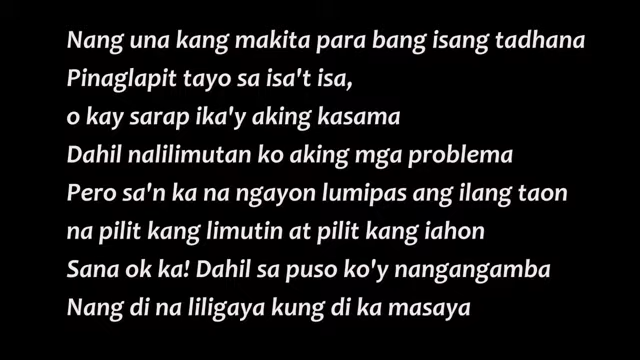 Nang una kang makita para bang isang tadhana
Pinaglapit tayo sa isa't isa,
o kay sarap ika'y aking kasama
Dahil nalilimutan ko aking mga problema
Pero sa'n ka na ngayon lumipas ang ilang taon
na pilit kang limutin at pilit kang iahon
Sana ok ka! Dahil sa puso ko'y nangangamba
Nang di na liligaya kung di ka masaya